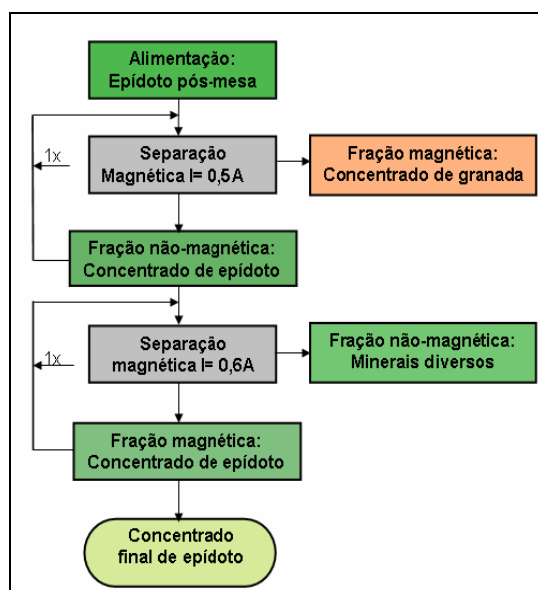 Alimentação:
Epídoto pós-mesa
1x
Separação
Magnética I= 0,5A
Fração magnética:
Concentrado de granada
Fração não-magnética:
Concentrado de epídoto
1x
Separação
magnética I= 0,6A
Fração não-magnética:
Minerais diversos
Fração magnética:
Concentrado de epídoto
Concentrado
final de epídoto